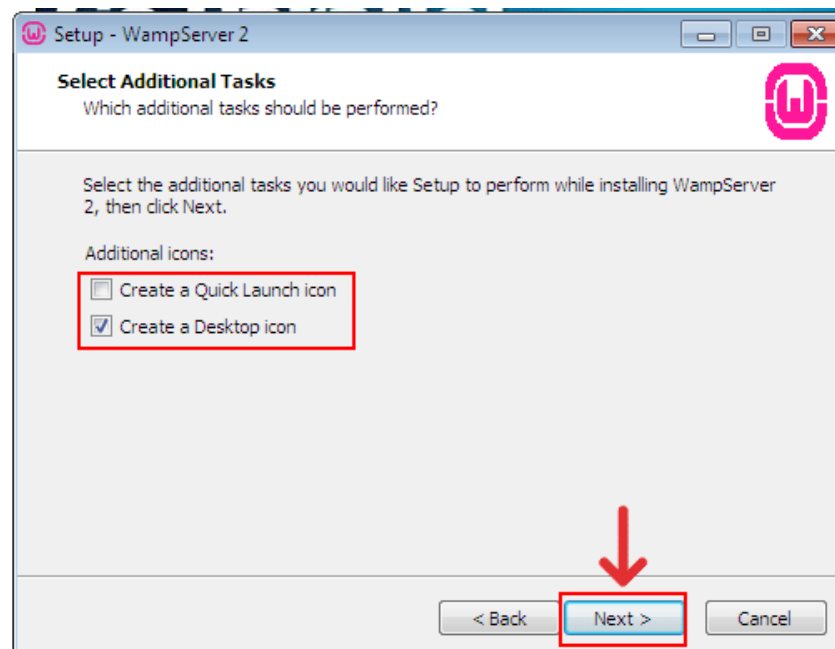 Setup - WampServer 2
Select Additional Tasks
Which additional tasks should be performed?
Select the additional tasks you would like Setup to perform while installing WampServer
2, then click Next.
Additional icons:
Create a Quick Launch icon
Create a Desktop icon
< Back Next > Cancel